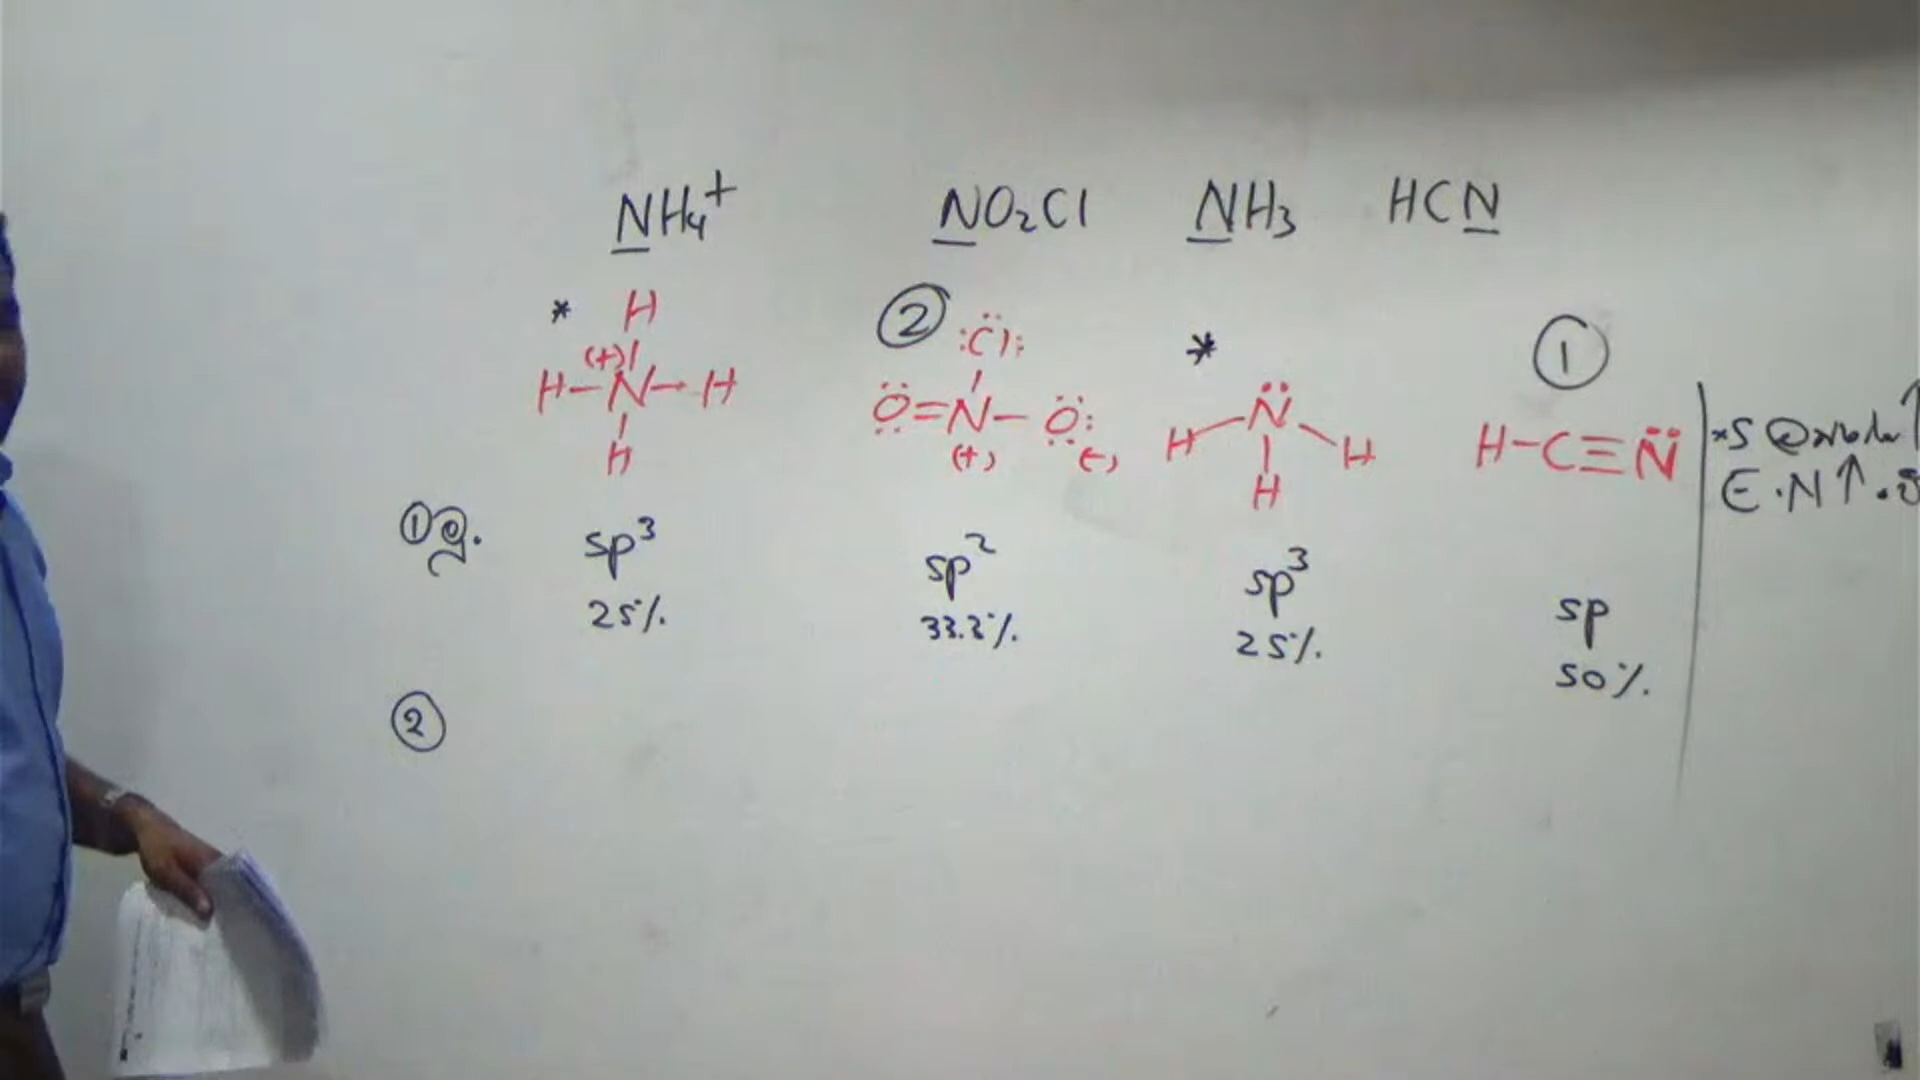 NH₄⁺ NO₂Cl NH₃ HCN
* ② * ①
H Cl
(+)
H–N–H O=N–O N H–C≡N
(+) (-)
H H H H
*S ↑
E.N↑.
① sp³ sp² sp³ sp
25% 33.3% 25% 50%
②